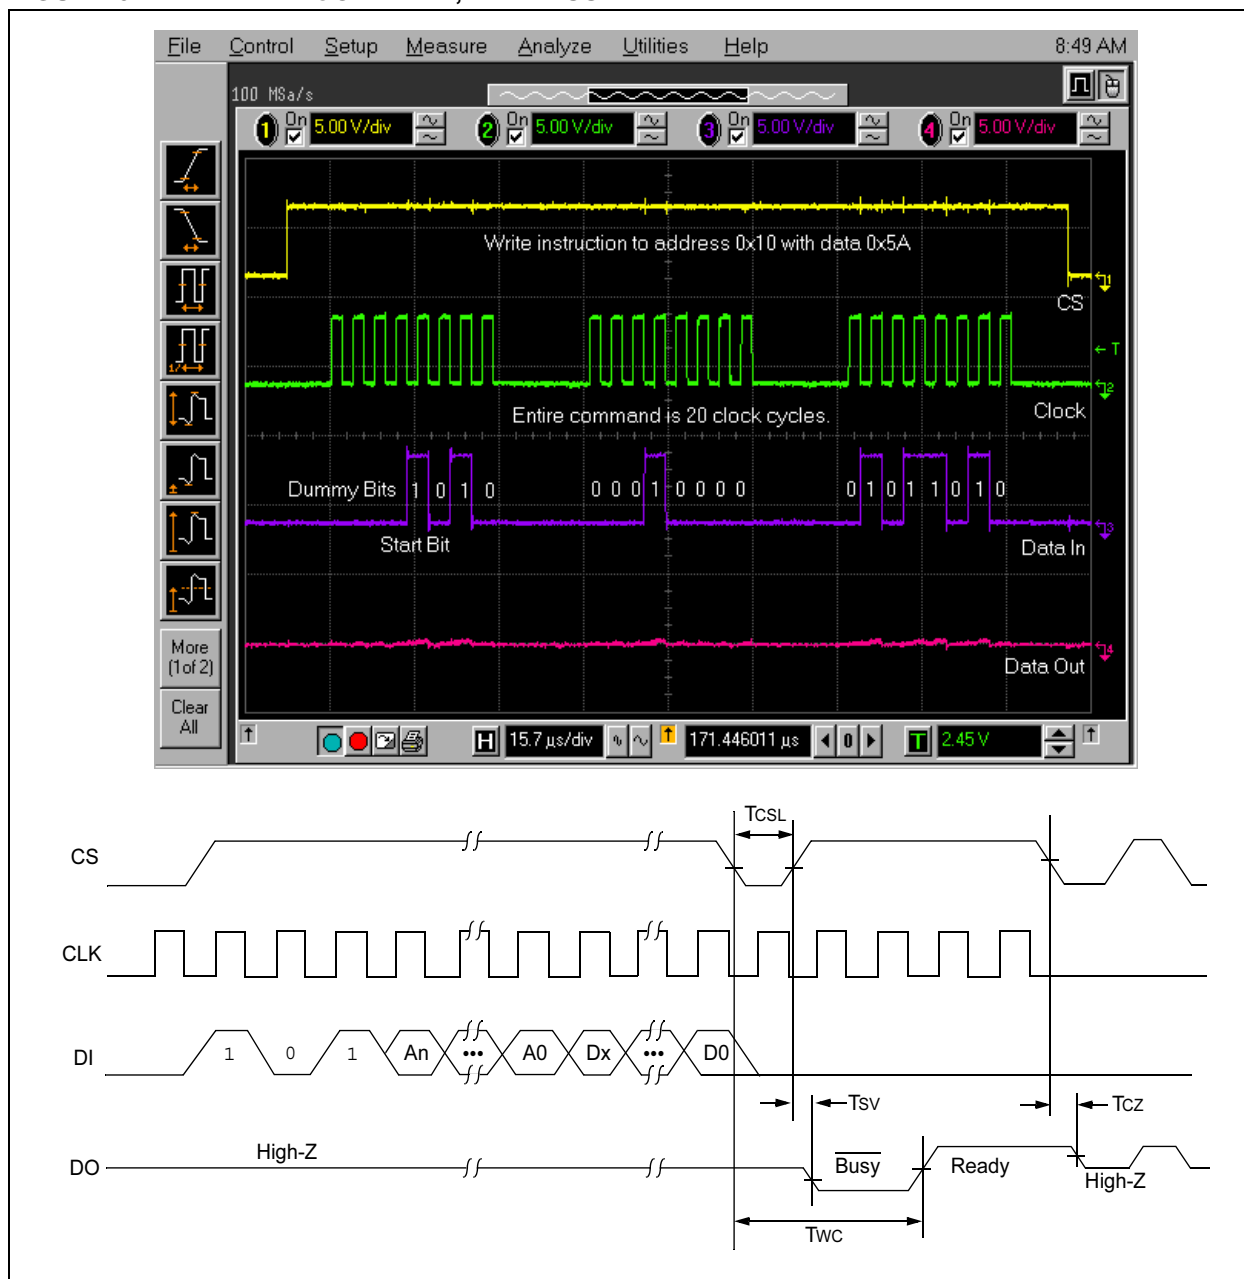 File Control Setup Measure Analyze Utilities Help 8:49 AM
100 MSa/s
1 On 5.00 V/div 2 On 5.00 V/div 3 On 5.00 V/div 4 On 5.00 V/div
Write instruction to address 0x10 with data 0x5A
1
CS
T
2
Entire command is 20 clock cycles.
Clock
Dummy Bits 1 0 1 0 0 0 0 1 0 0 0 0 0 1 0 1 1 0 1 0
3
Start Bit
Data In
More
(1of 2)
4
Data Out
Clear
All
H 15.7 µs/div 171.446011 µs 0 T 2.45 V
TCSL
CS
CLK
DI 1 0 1 An ••• A0 Dx ••• D0
TSV TCZ
High-Z
DO Busy Ready
High-Z
TWC